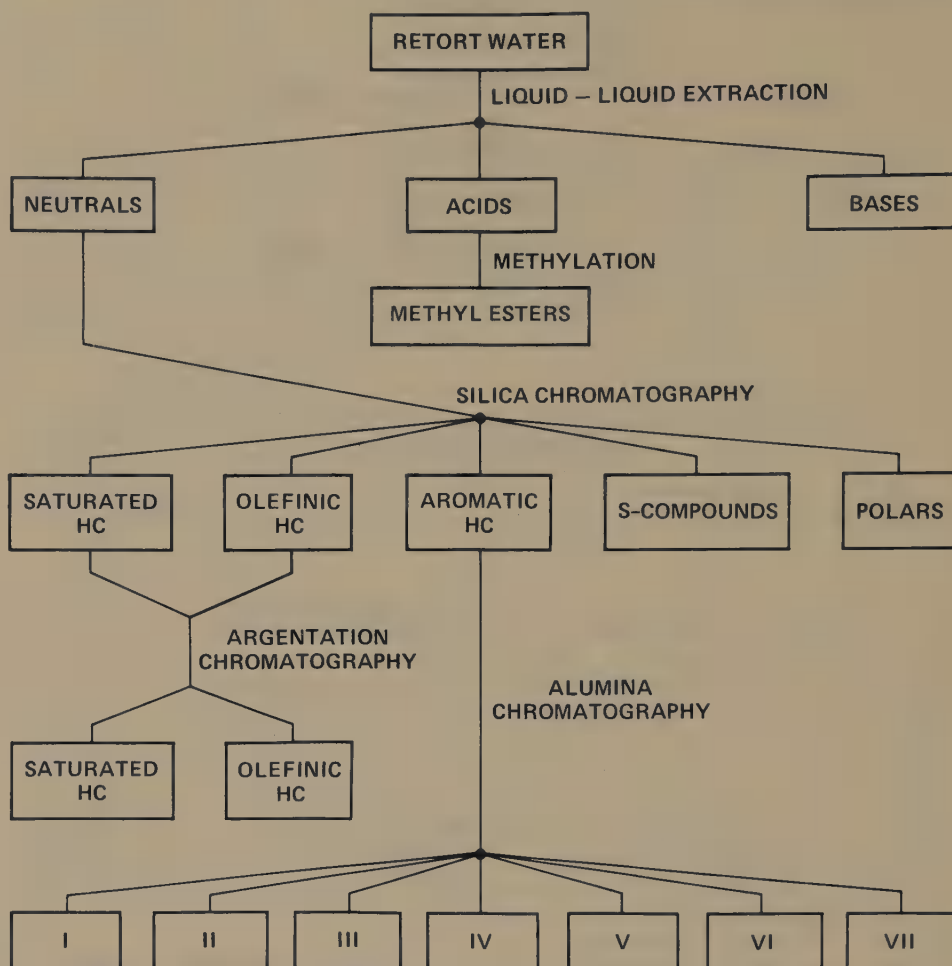 RETORT WATER
LIQUID – LIQUID EXTRACTION
NEUTRALS
ACIDS
BASES
METHYLATION
METHYL ESTERS
SILICA CHROMATOGRAPHY
SATURATED
HC
OLEFINIC
HC
AROMATIC
HC
S-COMPOUNDS
POLARS
ARGENTATION
CHROMATOGRAPHY
ALUMINA
CHROMATOGRAPHY
SATURATED
HC
OLEFINIC
HC
I
II
III
IV
V
VI
VII